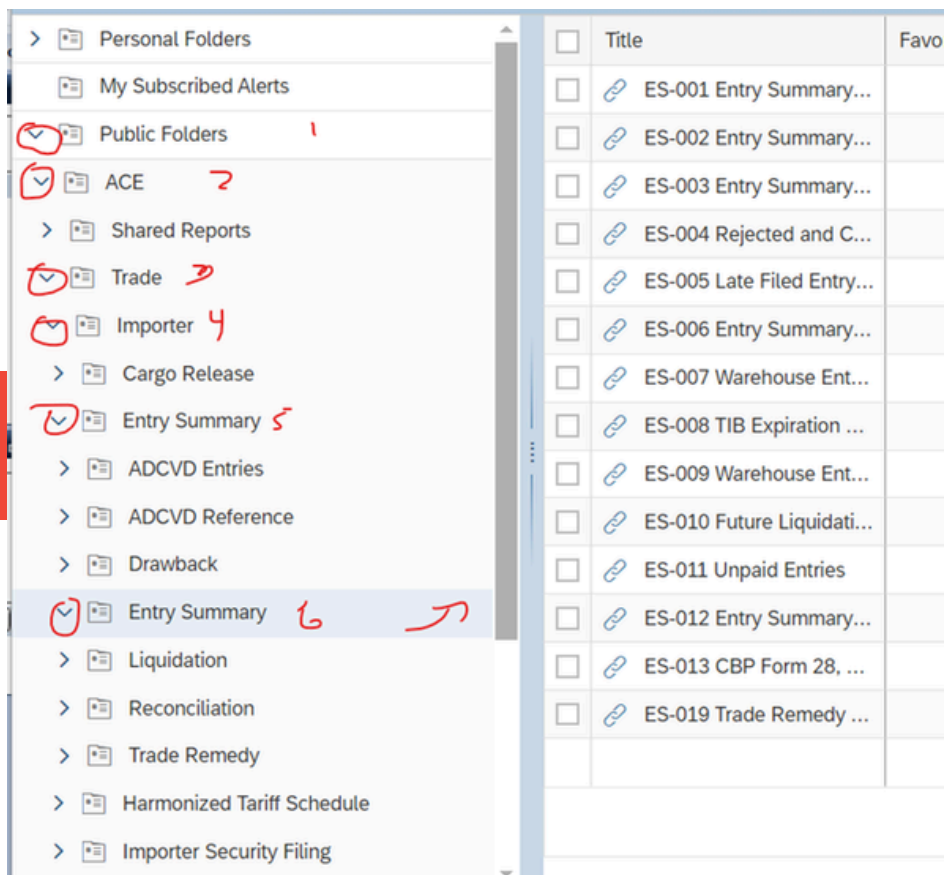 Personal Folders
My Subscribed Alerts
Public Folders 1
ACE 2
Shared Reports
Trade 3
Importer 4
Cargo Release
Entry Summary 5
ADCVD Entries
ADCVD Reference
Drawback
Entry Summary 6
Liquidation
Reconciliation
Trade Remedy
Harmonized Tariff Schedule
Importer Security Filing
Title Favo
ES-001 Entry Summary...
ES-002 Entry Summary...
ES-003 Entry Summary...
ES-004 Rejected and C...
ES-005 Late Filed Entry...
ES-006 Entry Summary...
ES-007 Warehouse Ent...
ES-008 TIB Expiration ...
ES-009 Warehouse Ent...
ES-010 Future Liquidati...
ES-011 Unpaid Entries
ES-012 Entry Summary...
ES-013 CBP Form 28, ...
ES-019 Trade Remedy ...